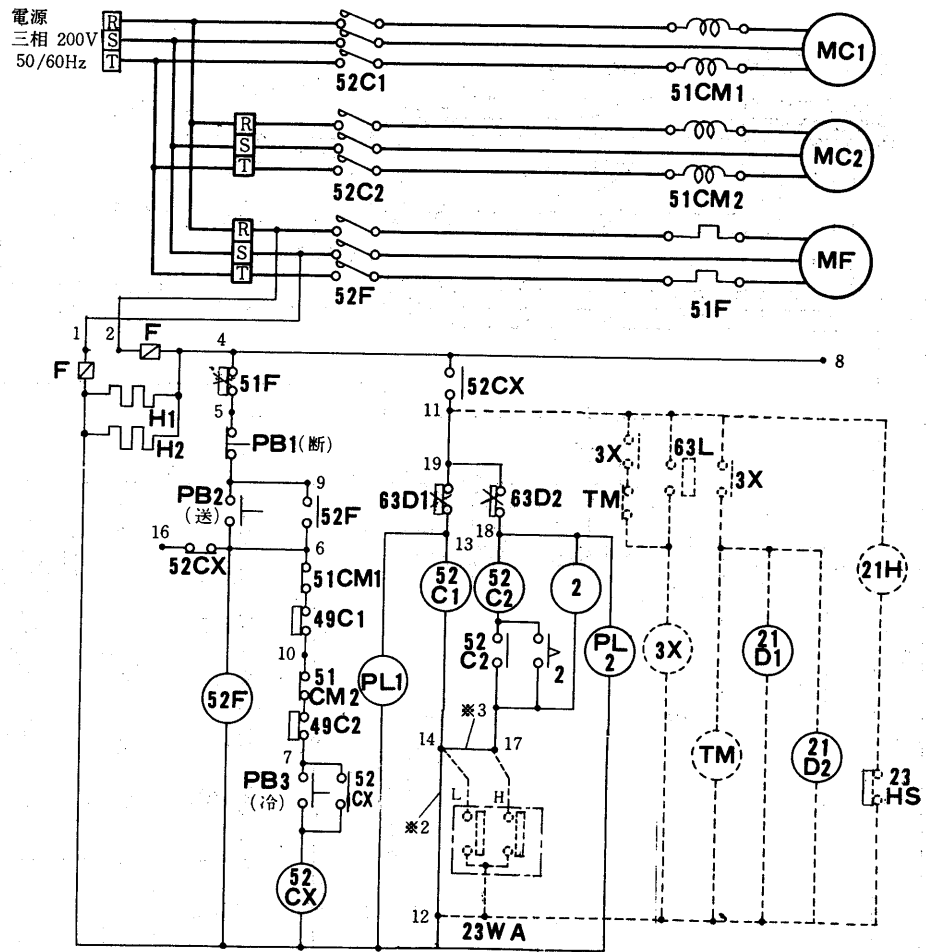 電源
三相 200V
50/60Hz
R
S
T
52C1
51CM1
MC1
R
S
T
52C2
51CM2
MC2
R
S
T
52F
51F
MF
1
2
F
F
4
8
H1
H2
51F
5
PB1(断)
PB2
(送)
9
52F
16
52CX
6
51CM1
49C1
10
51
CM2
49C2
7
PB3
(冷)
52
CX
52F
52
CX
PL1
52CX
11
19
63D1
63D2
13
18
52
C1
52
C2
2
52
C2
2
PL
2
※3
14
17
※2
L
H
12
23WA
3X
TM
63L
3X
3X
TM
21
D1
21
D2
21H
23
HS